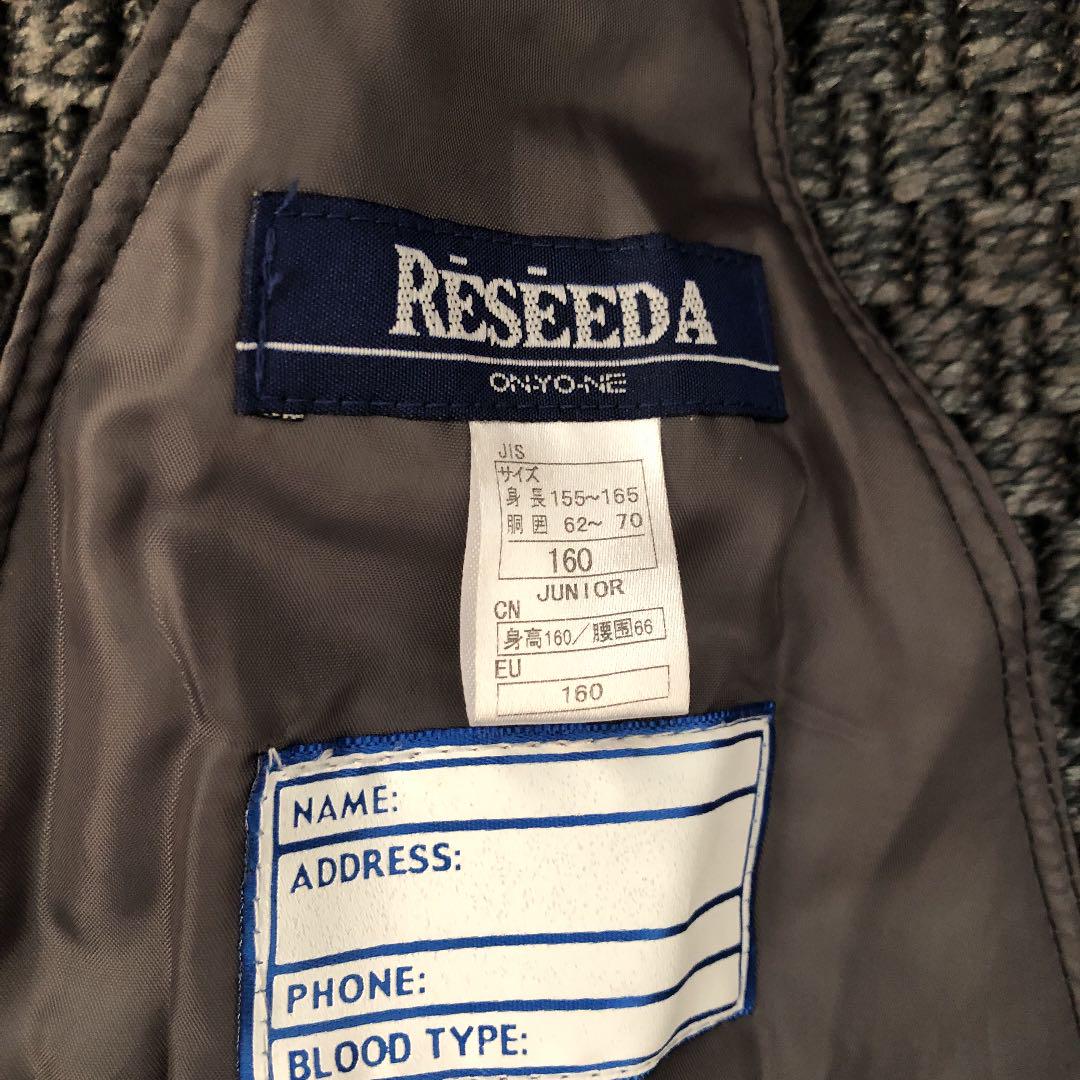 RĒSĒEDA
ON·YO·NE
JIS
サイズ
身長155~165
胴囲 62~ 70
160
JUNIOR
CN
身高160/腰围66
EU
160
NAME:
ADDRESS:
PHONE:
BLOOD TYPE: